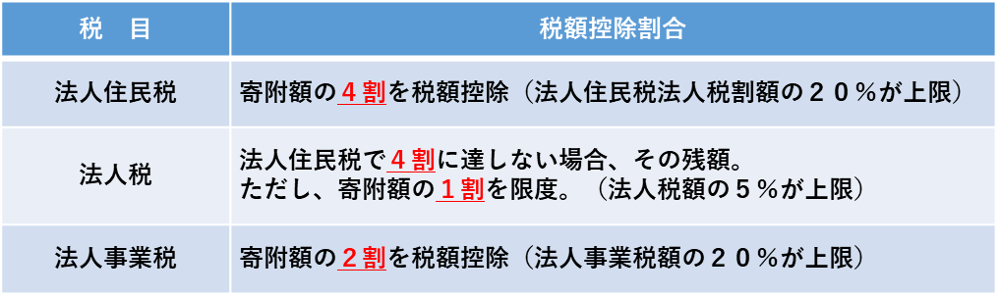 税　目
税額控除割合
法人住民税
寄附額の４割を税額控除（法人住民税法人税割額の２０％が上限）
法人税
法人住民税で４割に達しない場合、その残額。
ただし、寄附額の１割を限度。（法人税額の５％が上限）
法人事業税
寄附額の２割を税額控除（法人事業税額の２０％が上限）